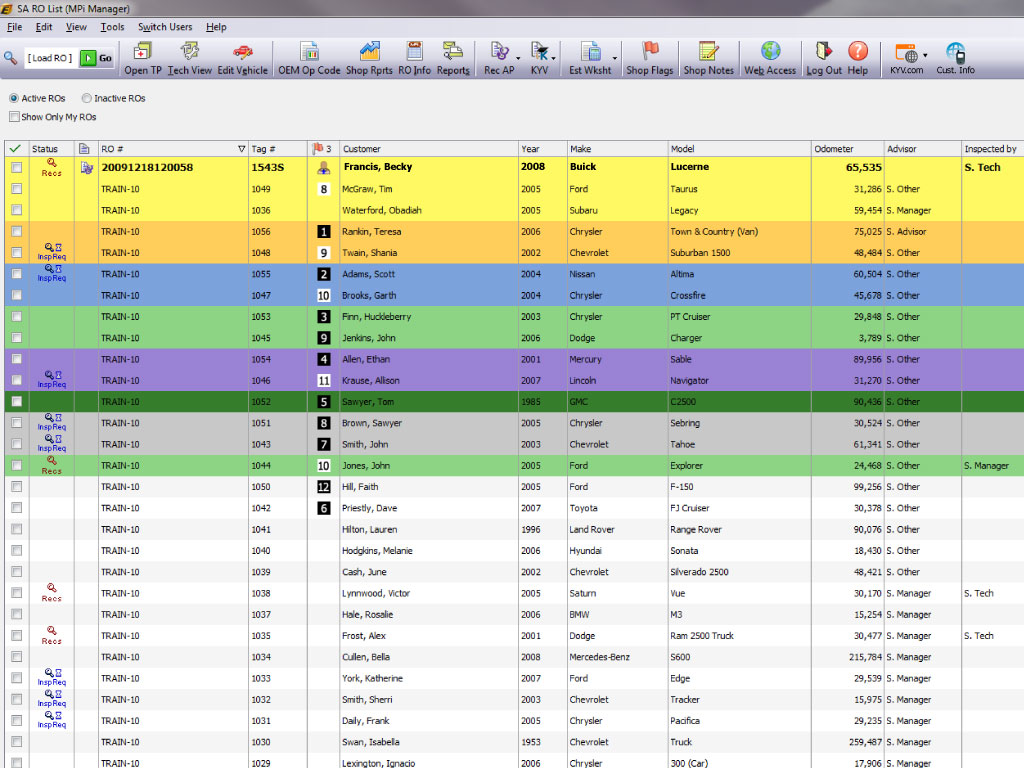 SA RO List (MPi Manager)
File Edit View Tools Switch Users Help
[Load RO] Go Open TP Tech View Edit Vehicle OEM Op Code Shop Rprts RO Info Reports Rec AP KYV Est Wksht Shop Flags Shop Notes Web Access Log Out Help KYV.com Cust. Info
Active ROs Inactive ROs
Show Only My ROs
Status RO # Tag # 3 Customer Year Make Model Odometer Advisor Inspected by
Recs 20091218120058 1543S Francis, Becky 2008 Buick Lucerne 65,535 S. Tech
TRAIN-10 1049 8 McGraw, Tim 2005 Ford Taurus 31,286 S. Other
TRAIN-10 1036 Waterford, Obadiah 2005 Subaru Legacy 59,454 S. Manager
TRAIN-10 1056 1 Rankin, Teresa 2006 Chrysler Town & Country (Van) 75,025 S. Advisor
InspReq TRAIN-10 1048 9 Twain, Shania 2002 Chevrolet Suburban 1500 48,484 S. Other
InspReq TRAIN-10 1055 2 Adams, Scott 2004 Nissan Altima 60,504 S. Other
TRAIN-10 1047 10 Brooks, Garth 2004 Chrysler Crossfire 45,678 S. Other
TRAIN-10 1053 3 Finn, Huckleberry 2003 Chrysler PT Cruiser 29,848 S. Other
TRAIN-10 1045 9 Jenkins, John 2006 Dodge Charger 3,789 S. Other
TRAIN-10 1054 4 Allen, Ethan 2001 Mercury Sable 89,956 S. Other
InspReq TRAIN-10 1046 11 Krause, Allison 2007 Lincoln Navigator 31,270 S. Other
TRAIN-10 1052 5 Sawyer, Tom 1985 GMC C2500 90,436 S. Other
InspReq TRAIN-10 1051 8 Brown, Sawyer 2005 Chrysler Sebring 30,524 S. Other
InspReq TRAIN-10 1043 7 Smith, John 2003 Chevrolet Tahoe 61,341 S. Other
Recs TRAIN-10 1044 10 Jones, John 2005 Ford Explorer 24,468 S. Other S. Manager
TRAIN-10 1050 12 Hill, Faith 2005 Ford F-150 99,256 S. Other
TRAIN-10 1042 6 Priestly, Dave 2007 Toyota FJ Cruiser 30,378 S. Other
TRAIN-10 1041 Hilton, Lauren 1996 Land Rover Range Rover 90,076 S. Other
TRAIN-10 1040 Hodgkins, Melanie 2006 Hyundai Sonata 18,430 S. Other
TRAIN-10 1039 Cash, June 2002 Chevrolet Silverado 2500 48,421 S. Other
Recs TRAIN-10 1038 Lynnwood, Victor 2005 Saturn Vue 30,170 S. Manager S. Tech
TRAIN-10 1037 Hale, Rosalie 2006 BMW M3 15,254 S. Manager
Recs TRAIN-10 1035 Frost, Alex 2001 Dodge Ram 2500 Truck 30,477 S. Manager S. Tech
TRAIN-10 1034 Cullen, Bella 2008 Mercedes-Benz S600 215,784 S. Manager
InspReq TRAIN-10 1033 York, Katherine 2007 Ford Edge 29,539 S. Manager
InspReq TRAIN-10 1032 Smith, Sherri 2003 Chevrolet Tracker 15,975 S. Manager
InspReq TRAIN-10 1031 Daily, Frank 2005 Chrysler Pacifica 29,235 S. Manager
TRAIN-10 1030 Swan, Isabella 1953 Chevrolet Truck 259,487 S. Manager
TRAIN-10 1029 Lexington, Ignacio 2006 Chrysler 300 (Car) 17,906 S. Manager